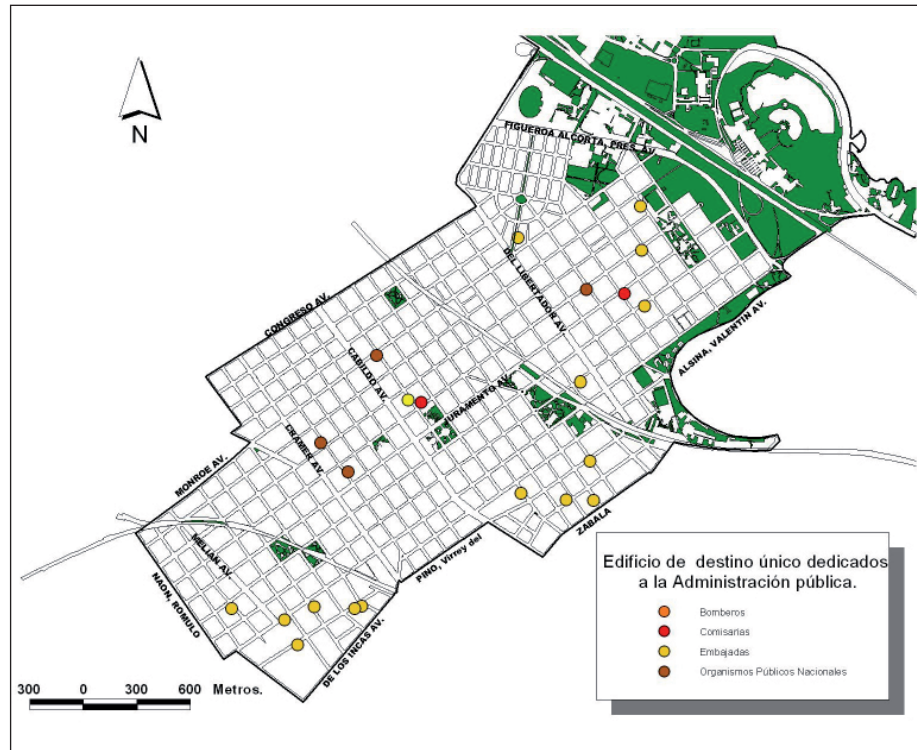 N
FIGUEROA ALCORTA, PRES. AV.
DEL LIBERTADOR AV.
CONGRESO AV.
ALSINA, VALENTIN AV.
CABILDO AV.
JURAMENTO AV.
CRAMER AV.
MONROE AV.
ZABALA
PINO, Virrey del
MELIAN AV.
NAON, ROMULO
DE LOS INCAS AV.
Edificio de destino único dedicados
a la Administración pública.
Bomberos
Comisarias
Embajadas
Organismos Públicos Nacionales
300 0 300 600 Metros.